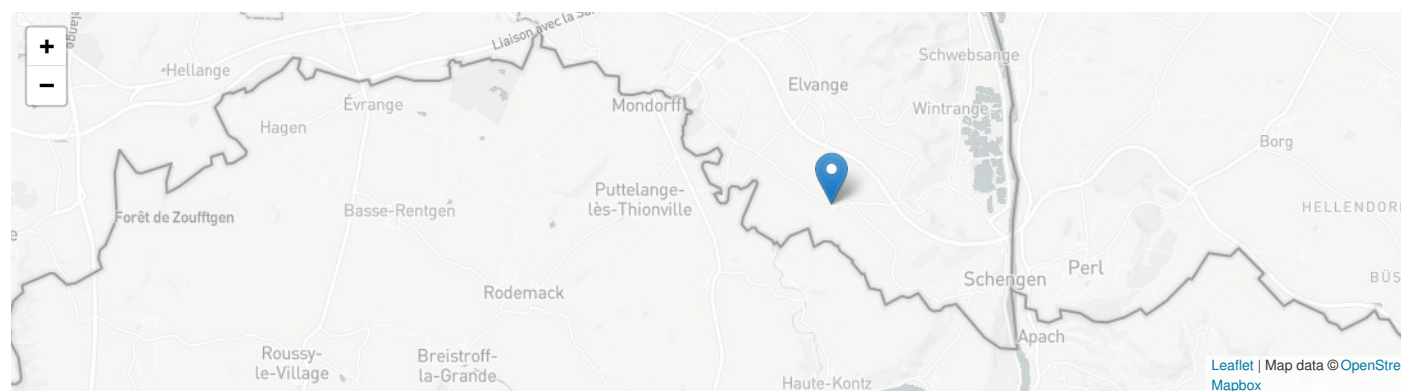 +
−
elange
Liaison avec la Sa
Hellange
Schwebsange
Elvange
Évrange
Mondorff
Wintrange
Hagen
Borg
Puttelange-
lès-Thionville
Basse-Rentgen
Forêt de Zoufftgen
HELLENDOR
e
Schengen
Perl
BÜS
Rodemack
Apach
Roussy-
le-Village
Breistroff-
la-Grande
Haute-Kontz
Leaflet | Map data © OpenStre
Mapbox